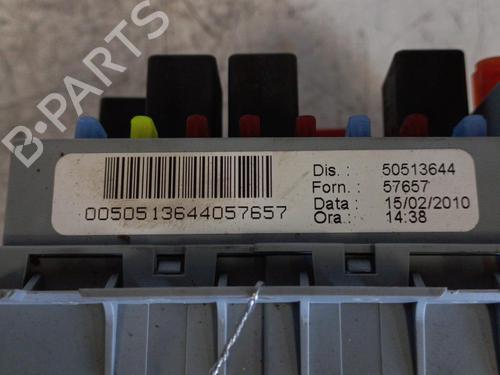 B-PARTS
Dis. : 50513644
Forn. : 57657
Data : 15/02/2010
Ora : 14:38
0050513644057657